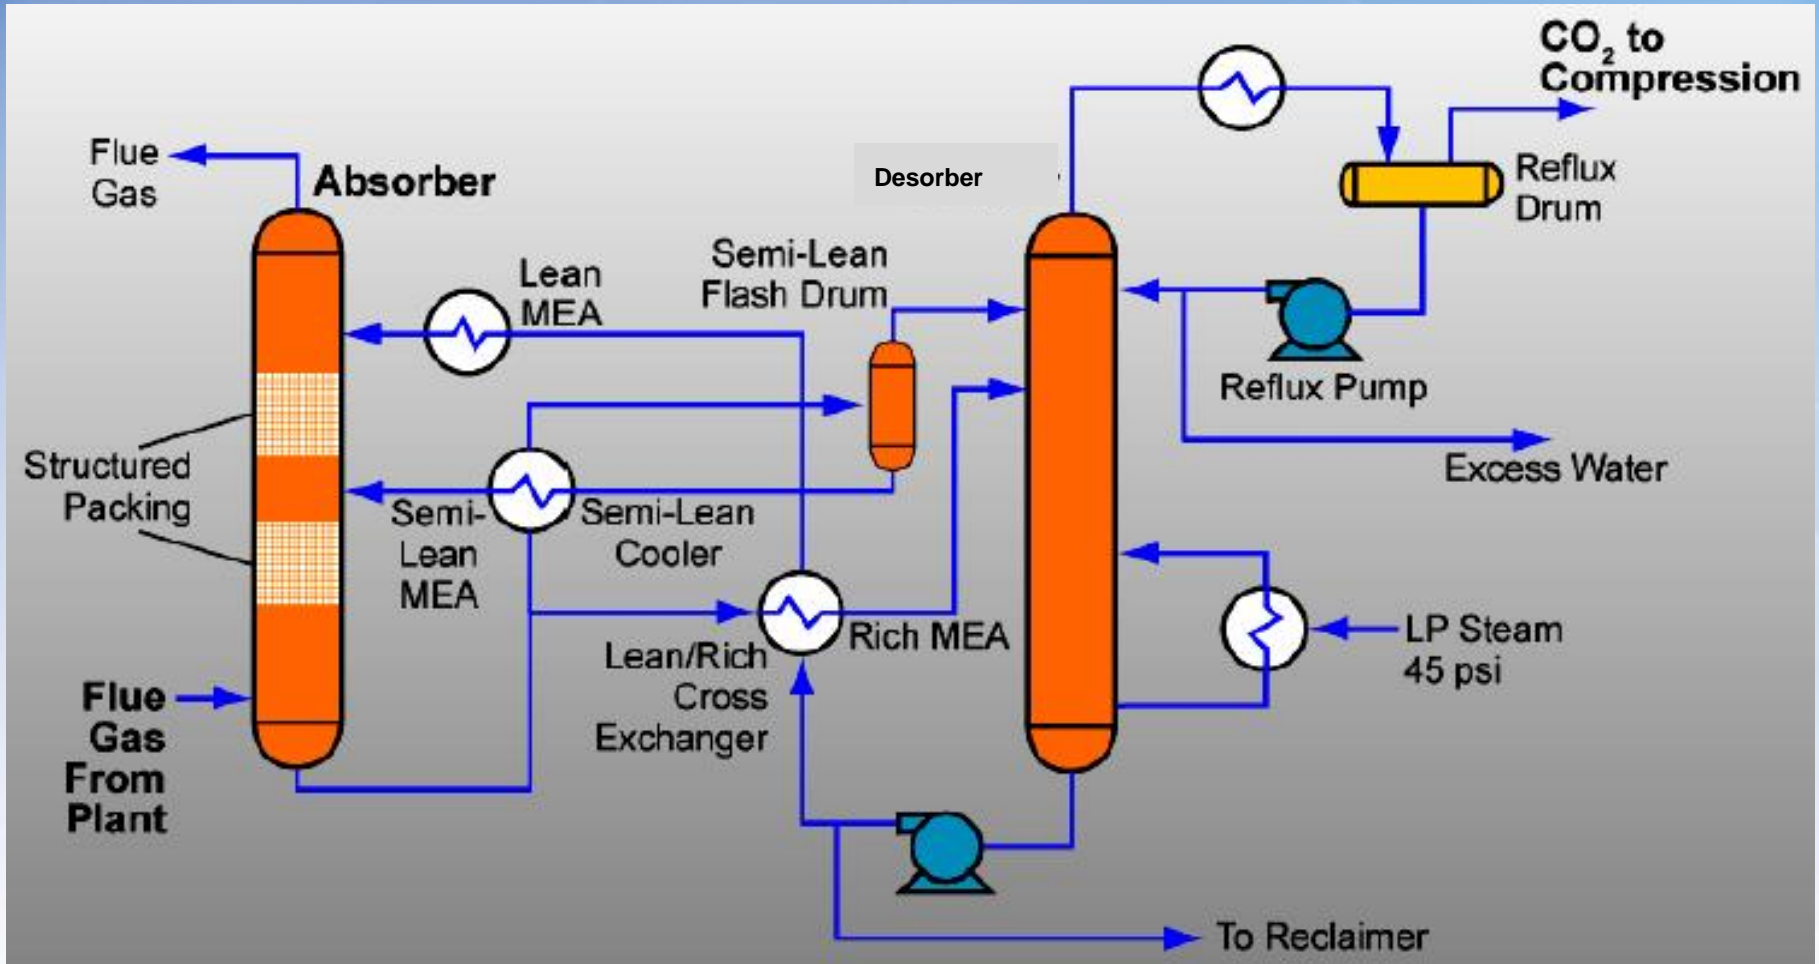 CO2 to
Compression
Flue
Gas
Absorber
Desorber
Reflux
Drum
Semi-Lean
Flash Drum
Lean
MEA
Reflux Pump
Structured
Packing
Excess Water
Semi-
Lean
MEA
Semi-Lean
Cooler
Rich MEA
LP Steam
45 psi
Lean/Rich
Cross
Exchanger
Flue
Gas
From
Plant
To Reclaimer